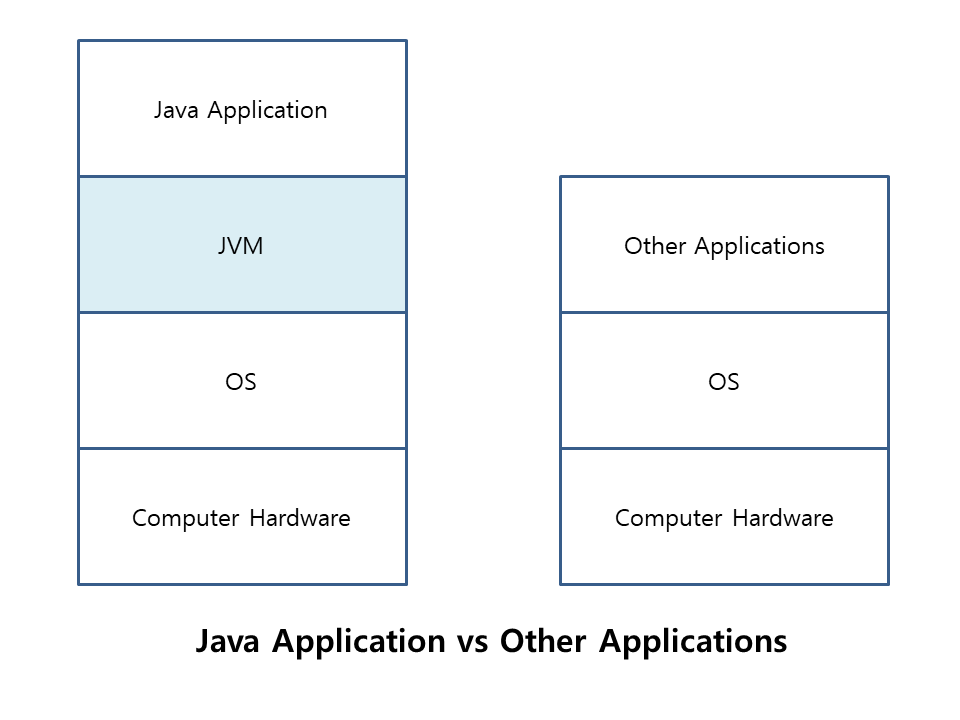 Java Application
JVM
OS
Computer Hardware
Other Applications
OS
Computer Hardware
Java Application vs Other Applications